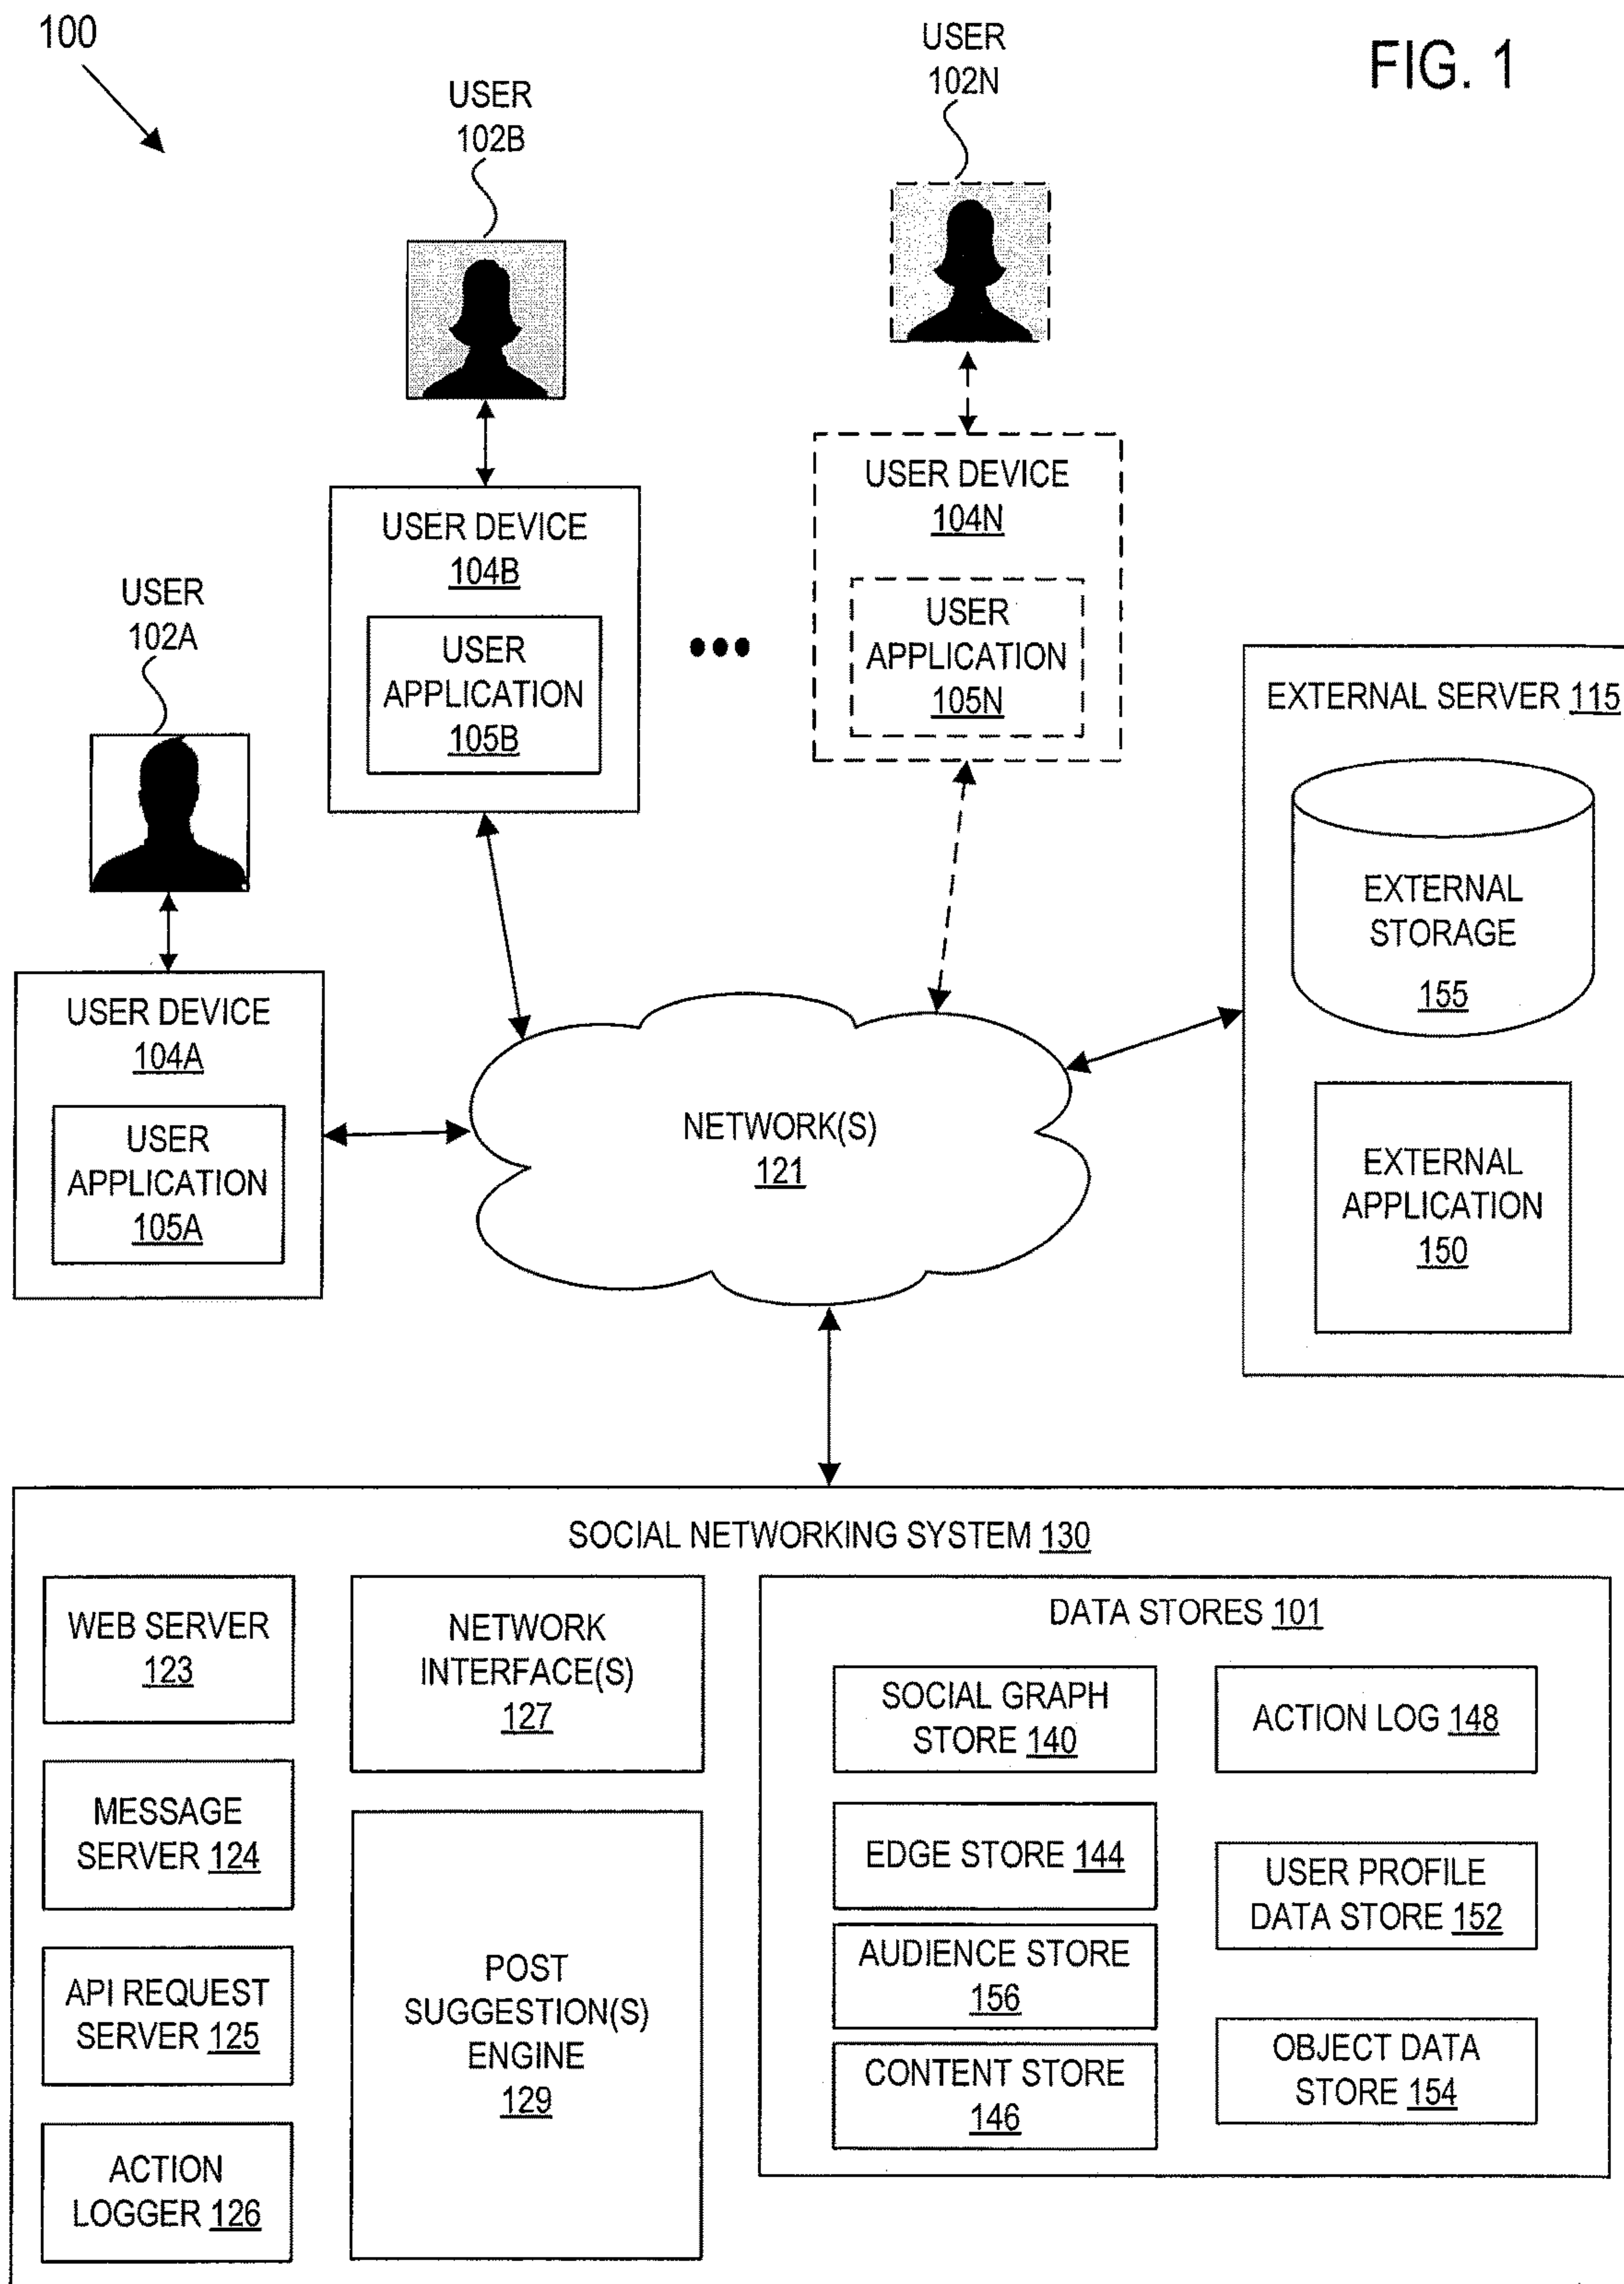 100
FIG. 1
USER
102N
USER
102B
USER DEVICE
104N
USER
APPLICATION
105N
USER DEVICE
104B
USER
APPLICATION
105B
USER
102A
EXTERNAL SERVER 115
EXTERNAL
STORAGE
155
EXTERNAL
APPLICATION
150
USER DEVICE
104A
USER
APPLICATION
105A
NETWORK(S)
121
SOCIAL NETWORKING SYSTEM 130
WEB SERVER
123
MESSAGE
SERVER 124
API REQUEST
SERVER 125
ACTION
LOGGER 126
NETWORK
INTERFACE(S)
127
POST
SUGGESTION(S)
ENGINE
129
DATA STORES 101
SOCIAL GRAPH
STORE 140
EDGE STORE 144
AUDIENCE STORE
156
CONTENT STORE
146
ACTION LOG 148
USER PROFILE
DATA STORE 152
OBJECT DATA
STORE 154